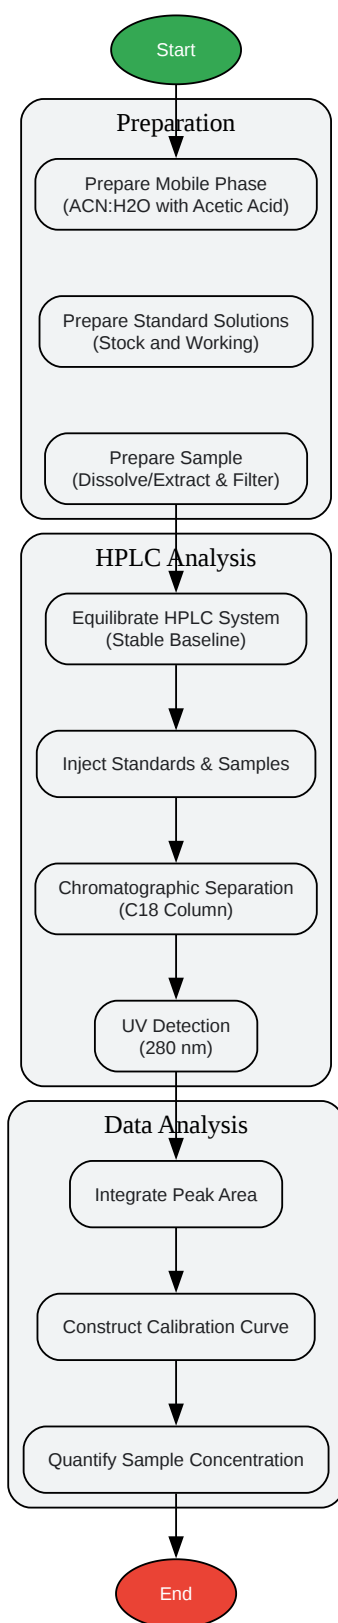 Start
Preparation
Prepare Mobile Phase
(ACN:H2O with Acetic Acid)
Prepare Standard Solutions
(Stock and Working)
Prepare Sample
(Dissolve/Extract & Filter)
HPLC Analysis
Equilibrate HPLC System
(Stable Baseline)
Inject Standards & Samples
Chromatographic Separation
(C18 Column)
UV Detection
(280 nm)
Data Analysis
Integrate Peak Area
Construct Calibration Curve
Quantify Sample Concentration
End